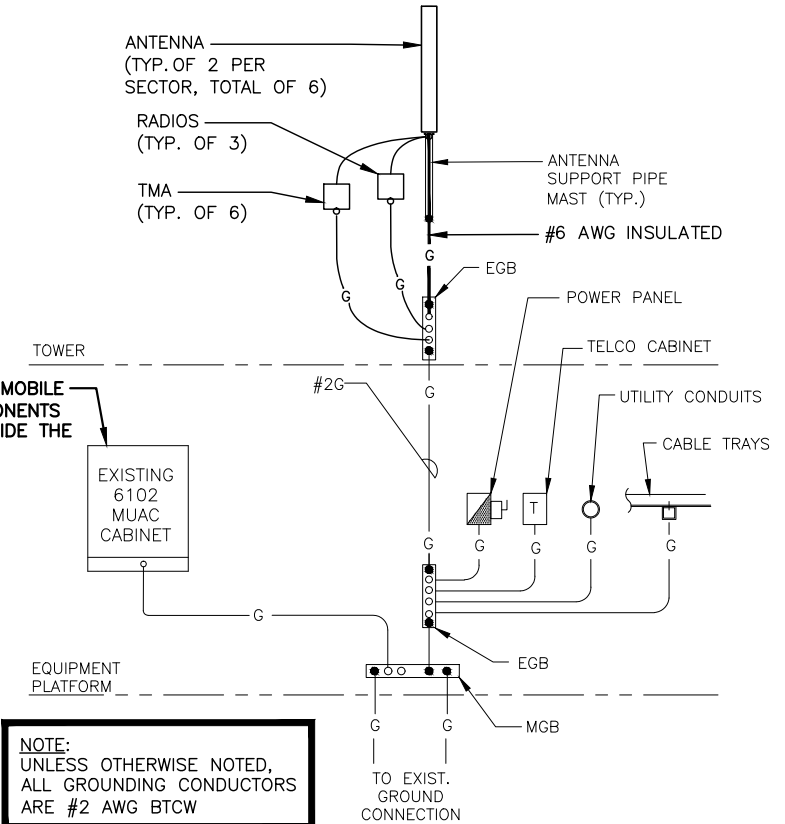 ANTENNA
(TYP. OF 2 PER
SECTOR, TOTAL OF 6)
RADIOS
(TYP. OF 3)
TMA
(TYP. OF 6)
ANTENNA
SUPPORT PIPE
MAST (TYP.)
#6 AWG INSULATED
G
G
G
EGB
POWER PANEL
TOWER
TELCO CABINET
#2G
G
MOBILE
ONENTS
IDE THE
UTILITY CONDUITS
CABLE TRAYS
EXISTING
6102
MUAC
CABINET
T
G
G
G
G
G
G
EGB
EQUIPMENT
PLATFORM
MGB
G
G
TO EXIST.
GROUND
CONNECTION
NOTE:
UNLESS OTHERWISE NOTED,
ALL GROUNDING CONDUCTORS
ARE #2 AWG BTCW